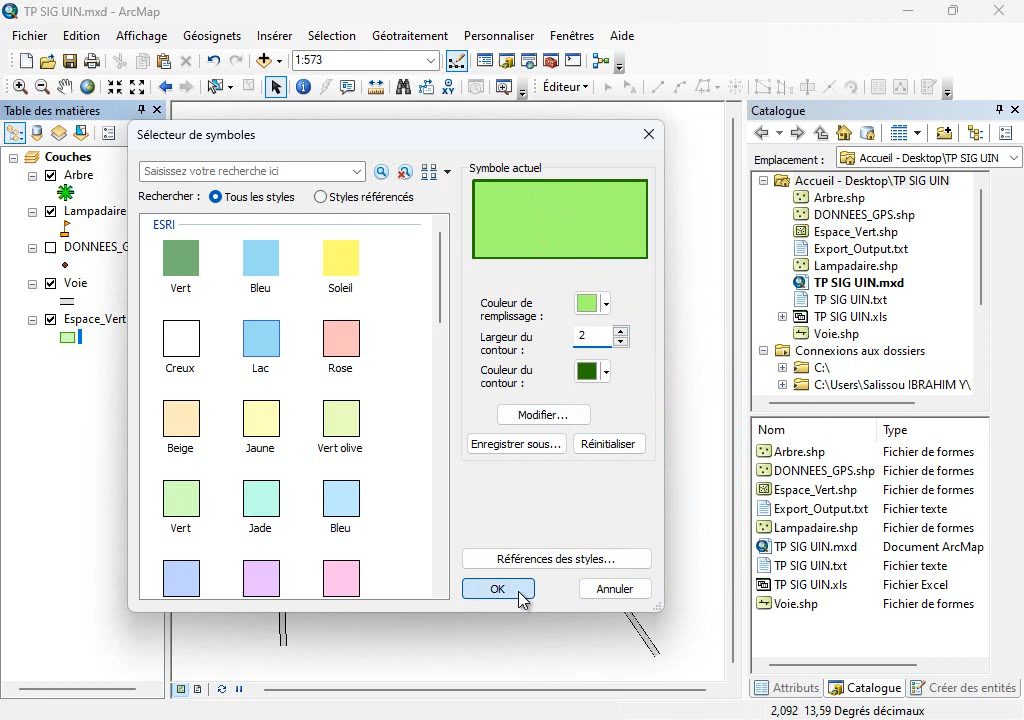 TP SIG UIN.mxd - ArcMap
Fichier Edition Affichage Géosignets Insérer Sélection Géotraitement Personnaliser Fenêtres Aide
1:573
Éditeur
Table des matières
Couches
Arbre
Lampadaire
DONNEES_G
Voie
Espace_Vert
Sélecteur de symboles
Saisissez votre recherche ici
Rechercher : Tous les styles Styles référencés
ESRI
Vert Bleu Soleil
Creux Lac Rose
Beige Jaune Vert olive
Vert Jade Bleu
Symbole actuel
Couleur de
remplissage :
Largeur du
contour :
2
Couleur du
contour :
Modifier...
Enregistrer sous... Réinitialiser
Références des styles...
OK Annuler
Catalogue
Emplacement : Accueil - Desktop\TP SIG UIN
Accueil - Desktop\TP SIG UIN
Arbre.shp
DONNEES_GPS.shp
Espace_Vert.shp
Export_Output.txt
Lampadaire.shp
TP SIG UIN.mxd
TP SIG UIN.txt
TP SIG UIN.xls
Voie.shp
Connexions aux dossiers
C:\
C:\Users\Salissou IBRAHIM Y\
Nom Type
Arbre.shp Fichier de formes
DONNEES_GPS.shp Fichier de formes
Espace_Vert.shp Fichier de formes
Export_Output.txt Fichier texte
Lampadaire.shp Fichier de formes
TP SIG UIN.mxd Document ArcMap
TP SIG UIN.txt Fichier texte
TP SIG UIN.xls Fichier Excel
Voie.shp Fichier de formes
Attributs Catalogue Créer des entités
2,092 13,59 Degrés décimaux